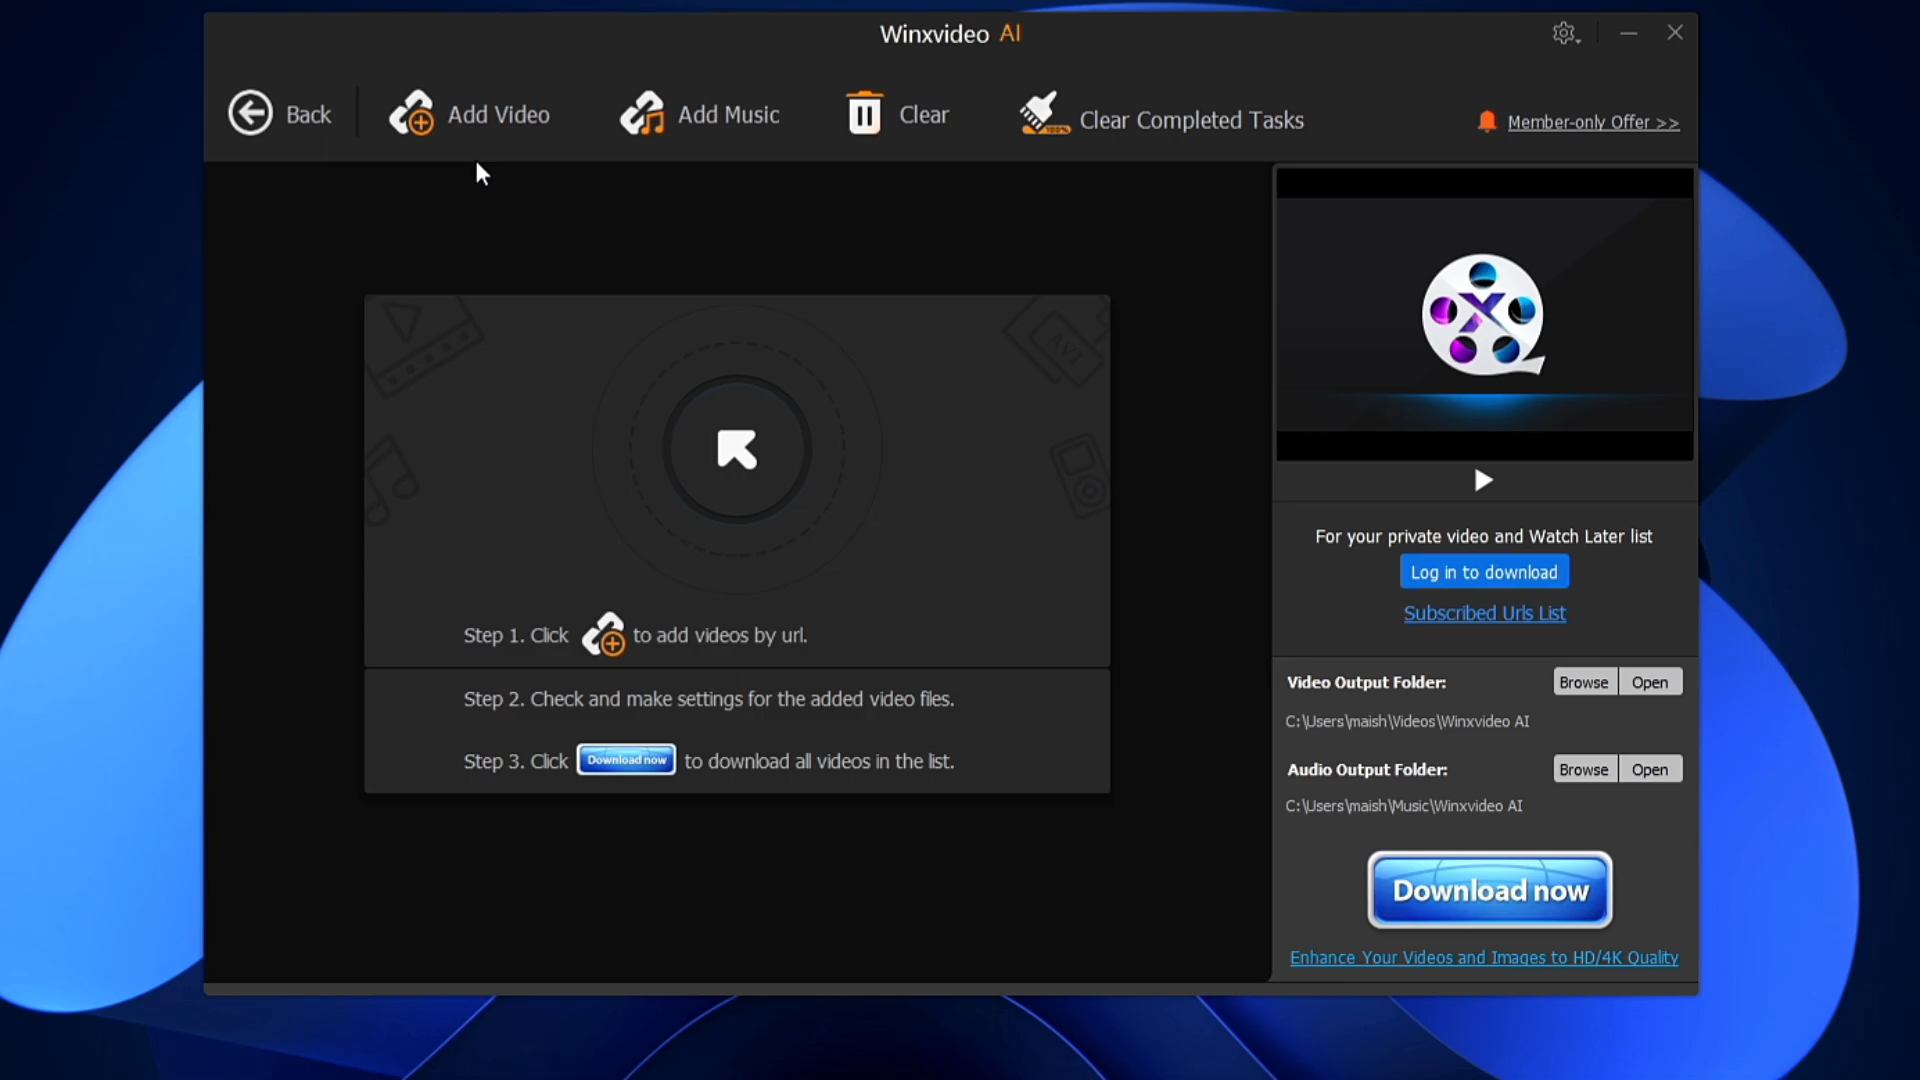 Winxvideo AI
Back
Add Video
Add Music
Clear
100%
Clear Completed Tasks
Member-only Offer >>
AVI
Step 1. Click to add videos by url.
Step 2. Check and make settings for the added video files.
Step 3. Click Download now to download all videos in the list.
For your private video and Watch Later list
Log in to download
Subscribed Urls List
Video Output Folder:
Browse
Open
C:\Users\maish\Videos\Winxvideo AI
Audio Output Folder:
Browse
Open
C:\Users\maish\Music\Winxvideo AI
Download now
Enhance Your Videos and Images to HD/4K Quality